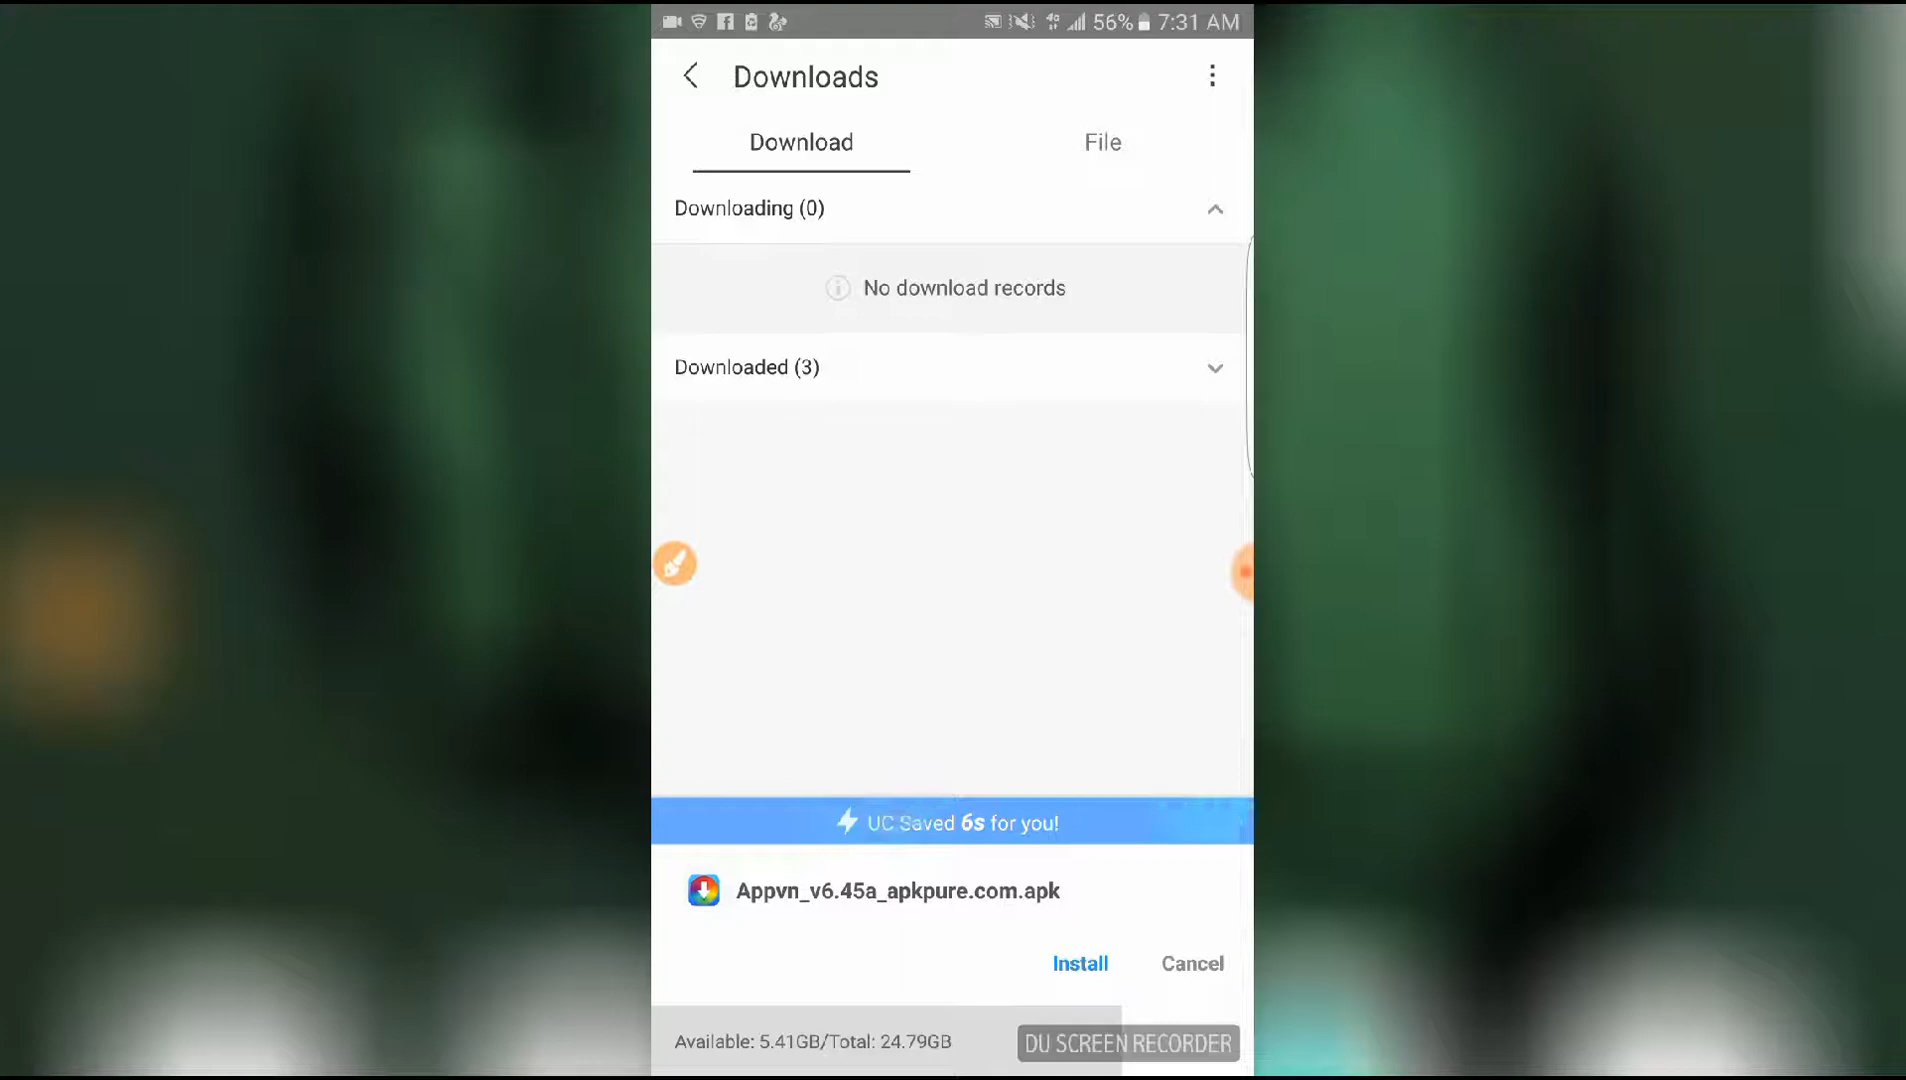 56% 7:31 AM
Downloads
Download File
Downloading (0)
No download records
Downloaded (3)
UC Saved 6s for you!
Appvn_v6.45a_apkpure.com.apk
Install Cancel
Available: 5.41GB/Total: 24.79GB
DU SCREEN RECORDER